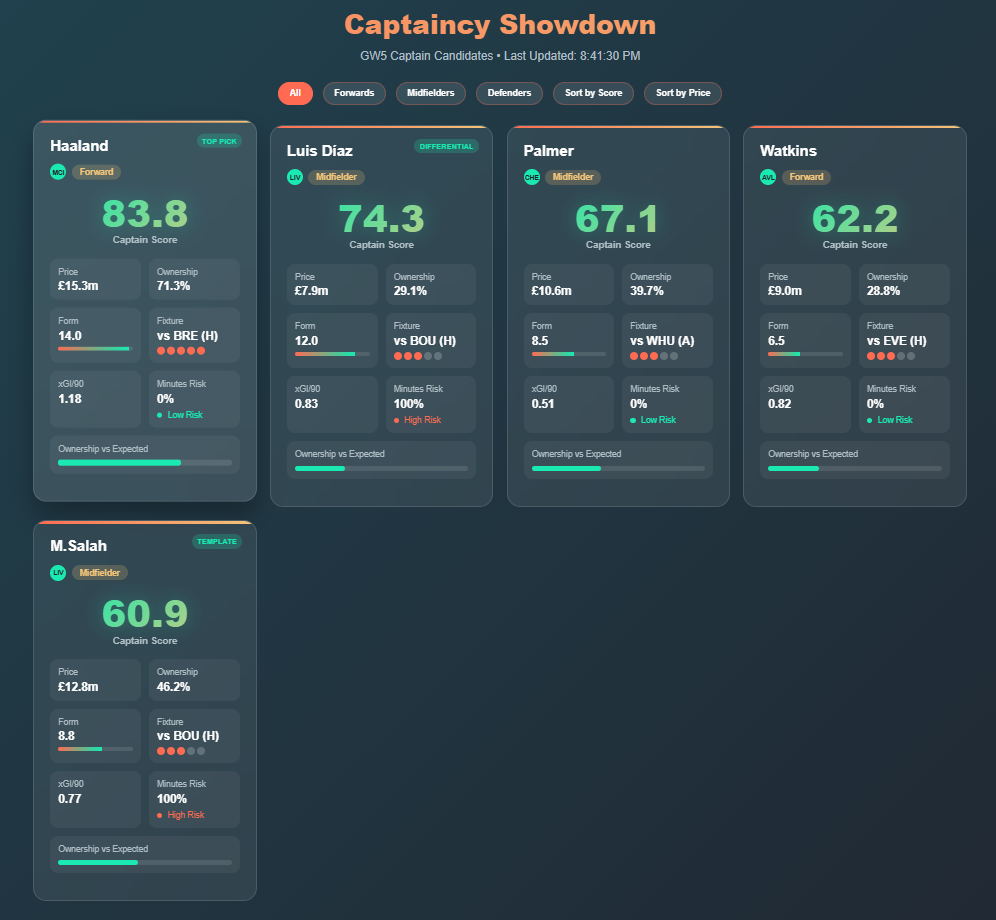 Captaincy Showdown
GW5 Captain Candidates • Last Updated: 8:41:30 PM
All Forwards Midfielders Defenders Sort by Score Sort by Price
Haaland TOP PICK
MCI Forward
83.8
Captain Score
Price Ownership
£15.3m 71.3%
Form Fixture
14.0 vs BRE (H)
xGI/90 Minutes Risk
1.18 0%
Low Risk
Ownership vs Expected
Luis Díaz DIFFERENTIAL
LIV Midfielder
74.3
Captain Score
Price Ownership
£7.9m 29.1%
Form Fixture
12.0 vs BOU (H)
xGI/90 Minutes Risk
0.83 100%
High Risk
Ownership vs Expected
Palmer
CHE Midfielder
67.1
Captain Score
Price Ownership
£10.6m 39.7%
Form Fixture
8.5 vs WHU (A)
xGI/90 Minutes Risk
0.51 0%
Low Risk
Ownership vs Expected
Watkins
AVL Forward
62.2
Captain Score
Price Ownership
£9.0m 28.8%
Form Fixture
6.5 vs EVE (H)
xGI/90 Minutes Risk
0.82 0%
Low Risk
Ownership vs Expected
M.Salah TEMPLATE
LIV Midfielder
60.9
Captain Score
Price Ownership
£12.8m 46.2%
Form Fixture
8.8 vs BOU (H)
xGI/90 Minutes Risk
0.77 100%
High Risk
Ownership vs Expected